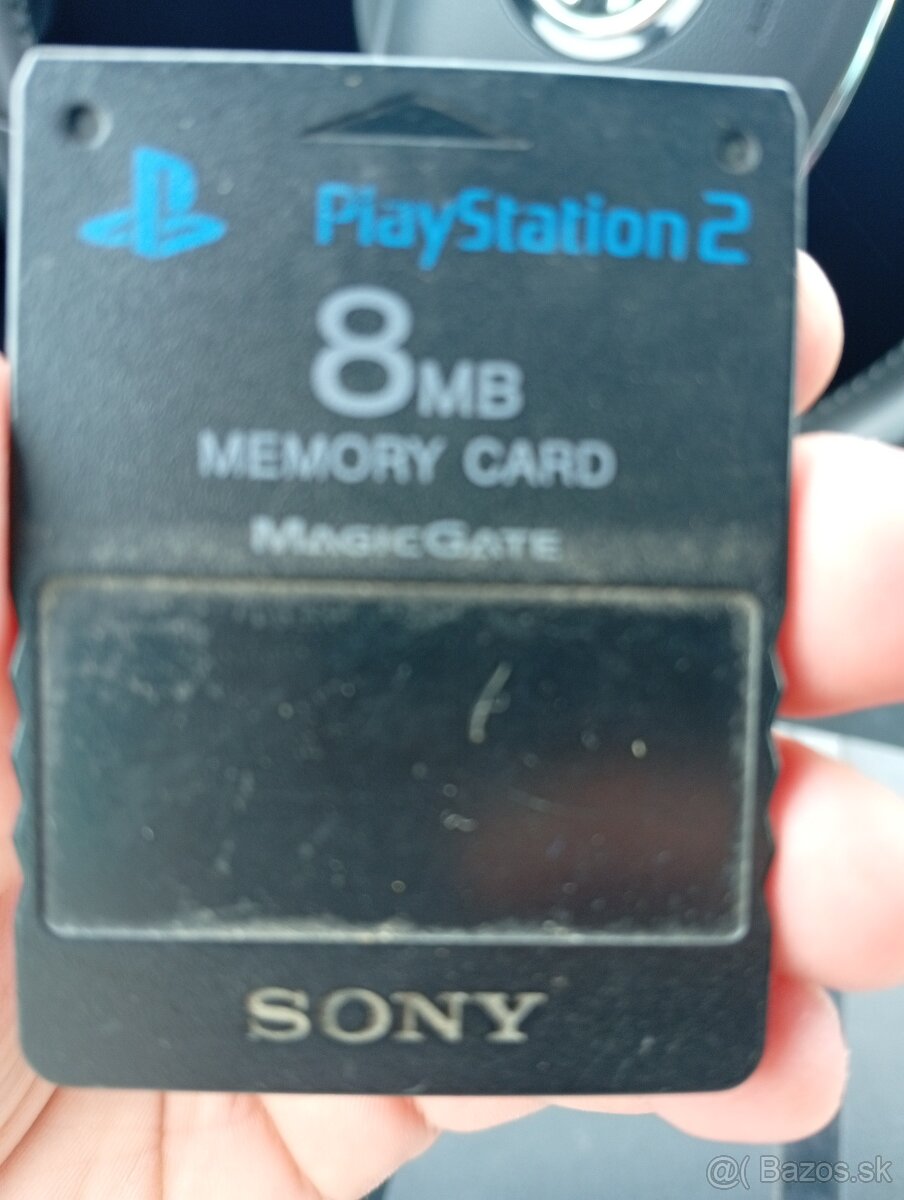 PlayStation 2
8MB
MEMORY CARD
MAGICGATE
SONY
@( Bazos.sk